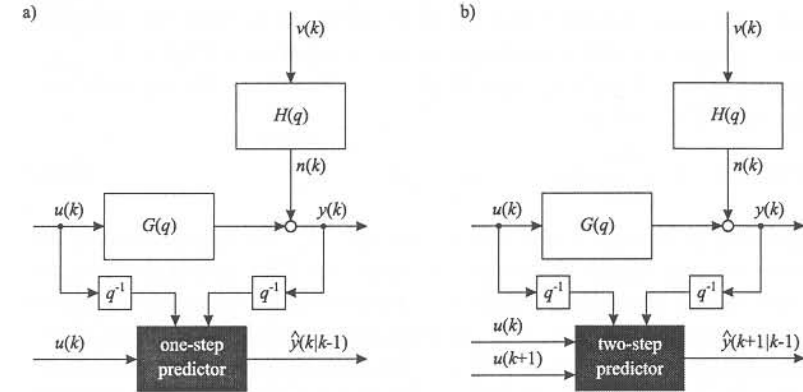 a)
v(k)
H(q)
n(k)
u(k)
G(q)
y(k)
q⁻¹
q⁻¹
u(k)
one-step
predictor
ŷ(k|k-1)
b)
v(k)
H(q)
n(k)
u(k)
G(q)
y(k)
q⁻¹
q⁻¹
u(k)
u(k+1)
two-step
predictor
ŷ(k+1|k-1)